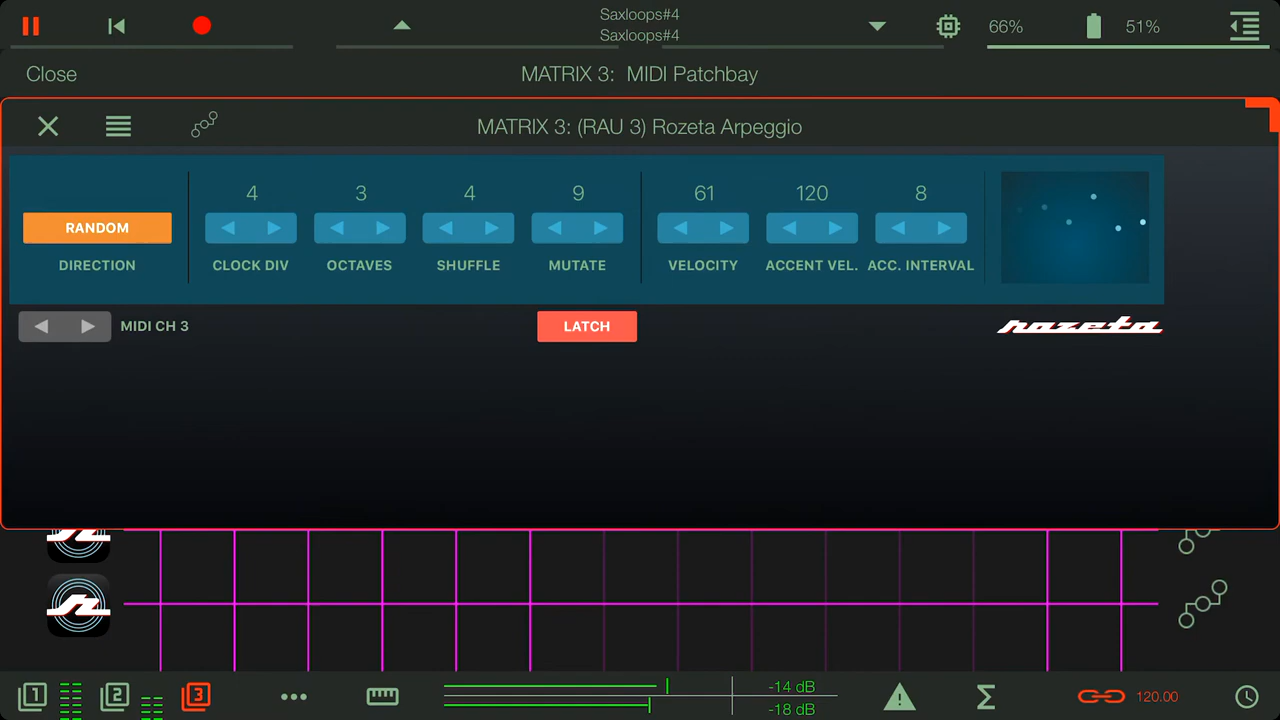 Saxloops#4
Saxloops#4
66%
51%
Close
MATRIX 3: MIDI Patchbay
MATRIX 3: (RAU 3) Rozeta Arpeggio
4 3 4 9 61 120 8
RANDOM
DIRECTION CLOCK DIV OCTAVES SHUFFLE MUTATE VELOCITY ACCENT VEL. ACC. INTERVAL
MIDI CH 3
LATCH
rozeta
1 2 3
-14 dB
-18 dB
Σ
120.00